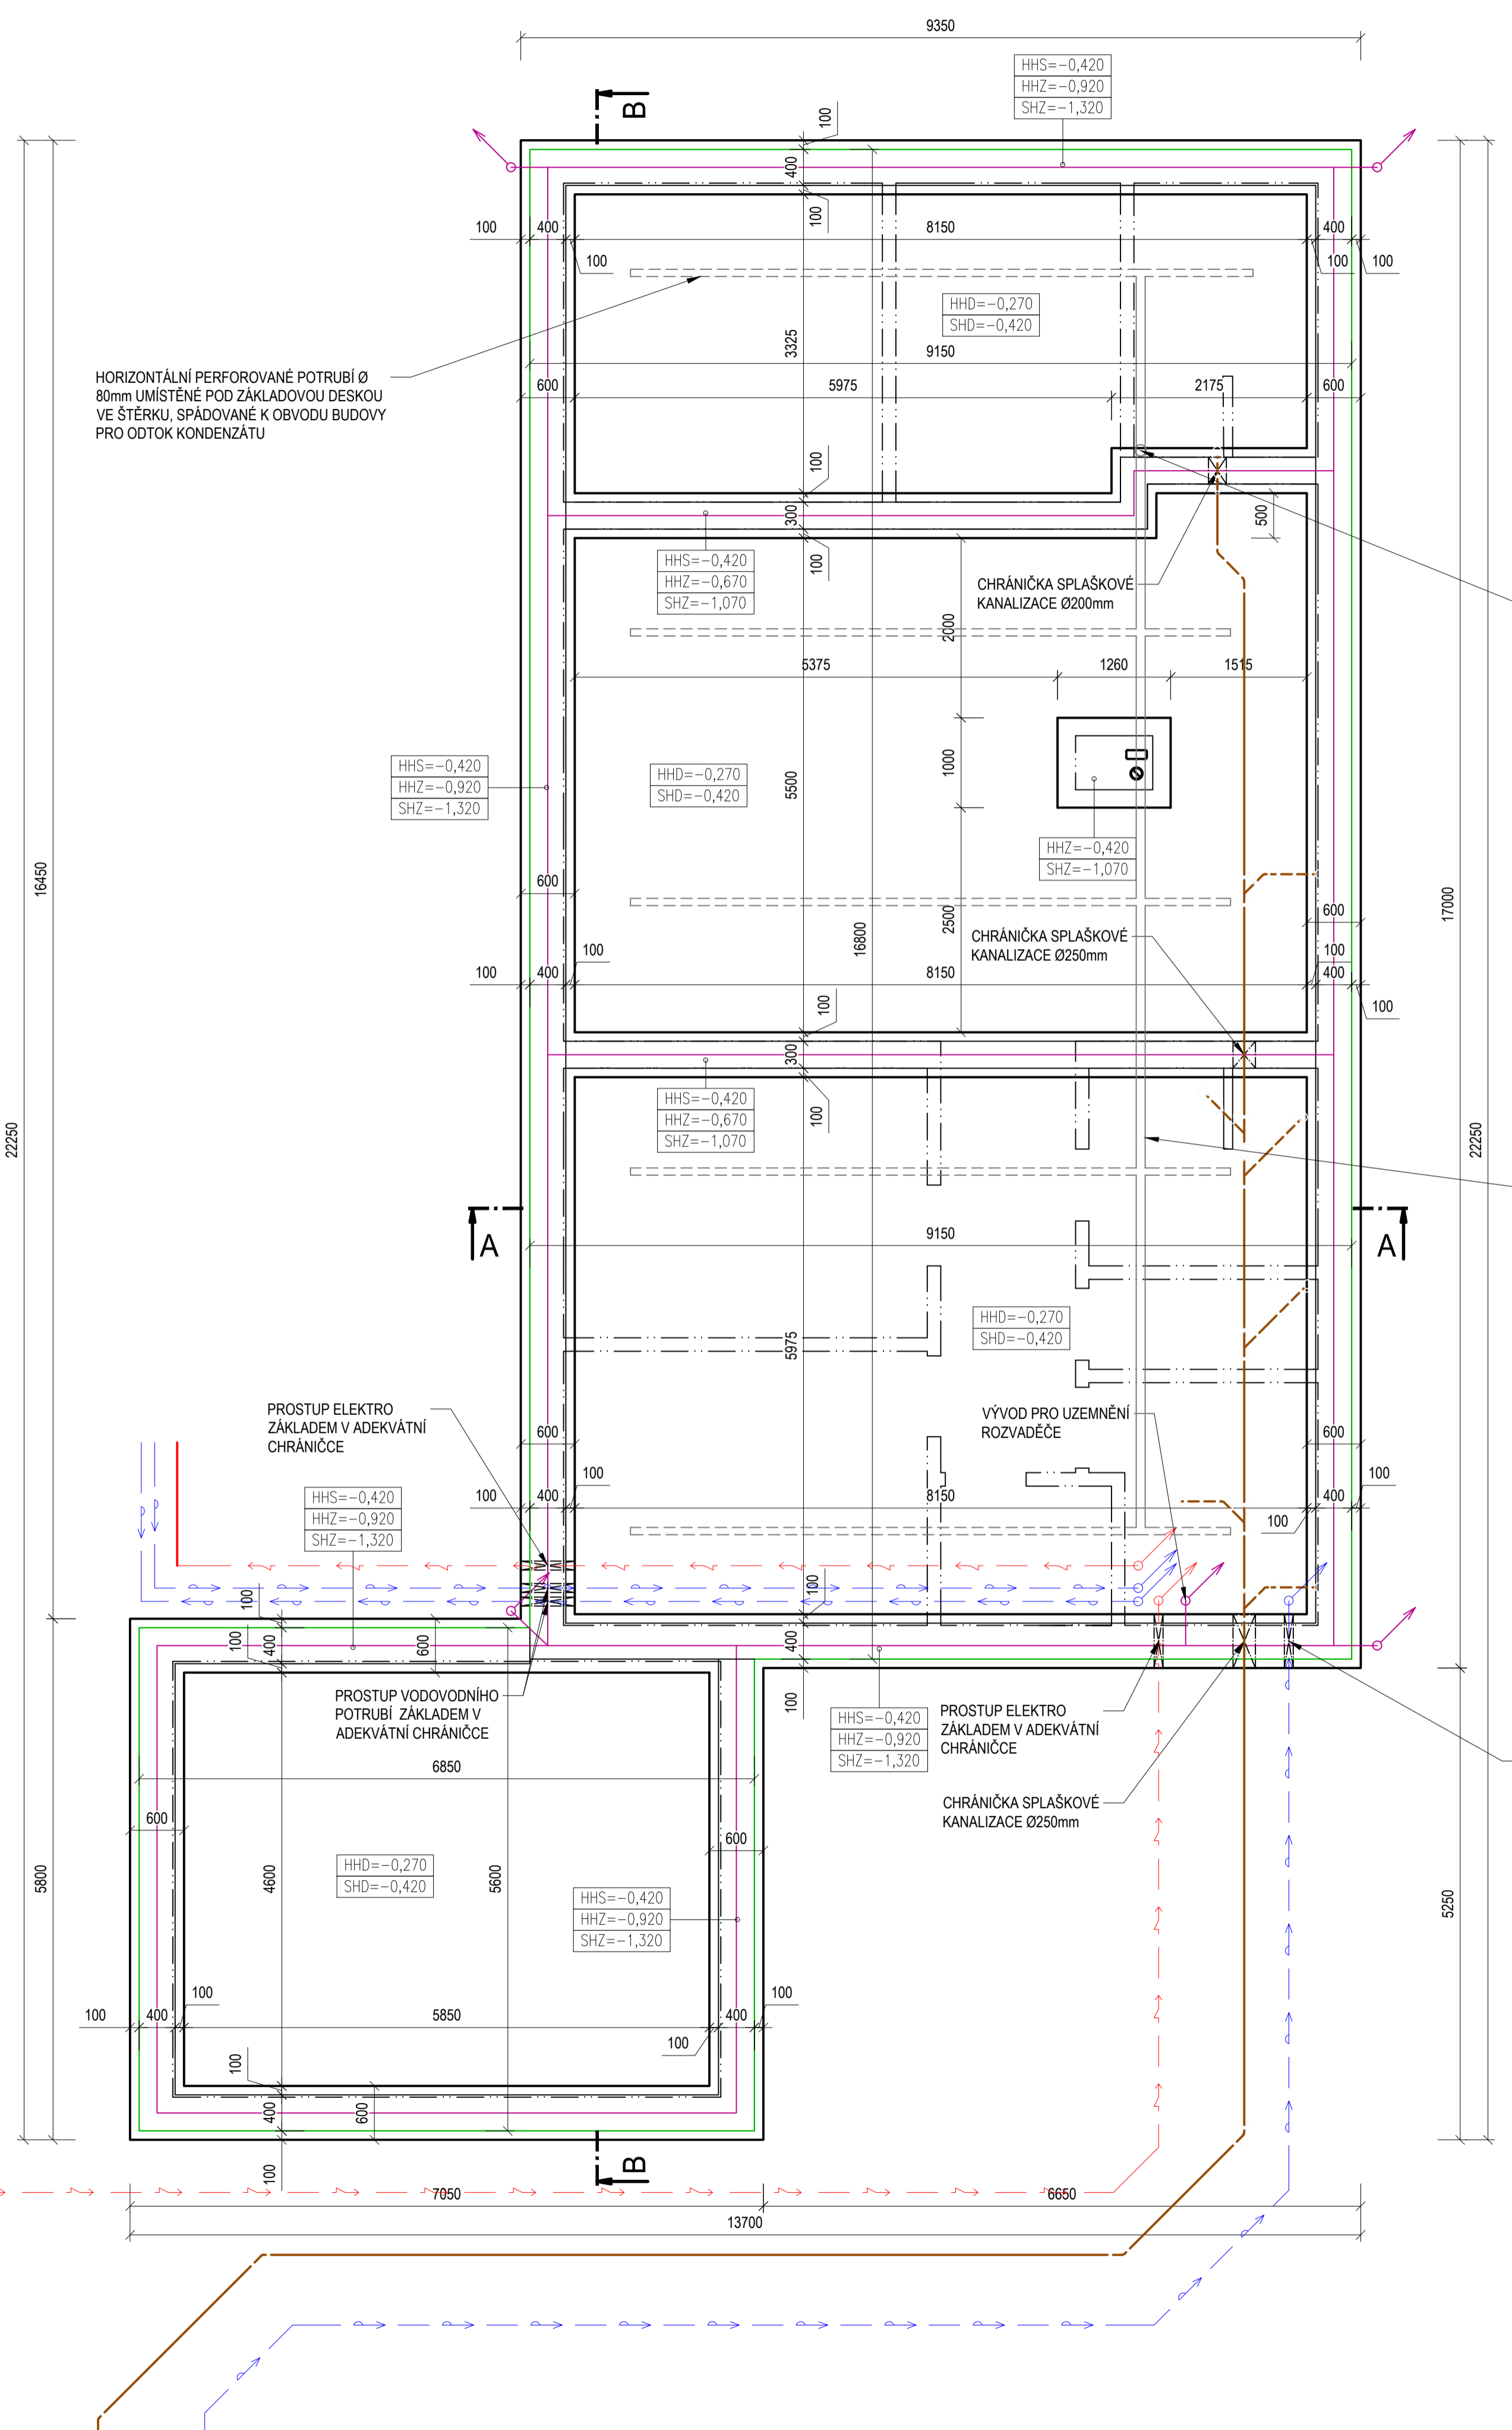 9350
HHS=−0,420
HHZ=−0,920
SHZ=−1,320
B
100
400
100
100
400
8150
400
100
100
100
HHD=−0,270
SHD=−0,420
3325
9150
HORIZONTÁLNÍ PERFOROVANÉ POTRUBÍ Ø
80mm UMÍSTĚNÉ POD ZÁKLADOVOU DESKOU
VE ŠTĚRKU, SPÁDOVANÉ K OBVODU BUDOVY
PRO ODTOK KONDENZÁTU
600
5975
2175
600
100
300
500
100
HHS=−0,420
HHZ=−0,670
SHZ=−1,070
CHRÁNIČKA SPLAŠKOVÉ
KANALIZACE Ø200mm
2000
5375
1260
1515
HHS=−0,420
HHZ=−0,920
SHZ=−1,320
HHD=−0,270
SHD=−0,420
5500
1000
HHZ=−0,420
SHZ=−1,070
16450
600
17000
2500
600
16800
CHRÁNIČKA SPLAŠKOVÉ
KANALIZACE Ø250mm
100
100
100
400
8150
400
100
100
300
HHS=−0,420
HHZ=−0,670
SHZ=−1,070
100
22250
22250
A
9150
A
HHD=−0,270
SHD=−0,420
5975
PROSTUP ELEKTRO
ZÁKLADEM V ADEKVÁTNÍ
CHRÁNIČCE
VÝVOD PRO UZEMNĚNÍ
ROZVADĚČE
600
600
100
100
100
400
8150
400
100
HHS=−0,420
HHZ=−0,920
SHZ=−1,320
100
100
100
400
600
400
100
PROSTUP VODOVODNÍHO
POTRUBÍ ZÁKLADEM V
ADEKVÁTNÍ CHRÁNIČCE
HHS=−0,420
HHZ=−0,920
SHZ=−1,320
PROSTUP ELEKTRO
ZÁKLADEM V ADEKVÁTNÍ
CHRÁNIČCE
6850
CHRÁNIČKA SPLAŠKOVÉ
KANALIZACE Ø250mm
600
600
HHD=−0,270
SHD=−0,420
5800
4600
5600
HHS=−0,420
HHZ=−0,920
SHZ=−1,320
5250
100
100
100
400
5850
400
100
100
400
600
100
B
7050
6650
13700